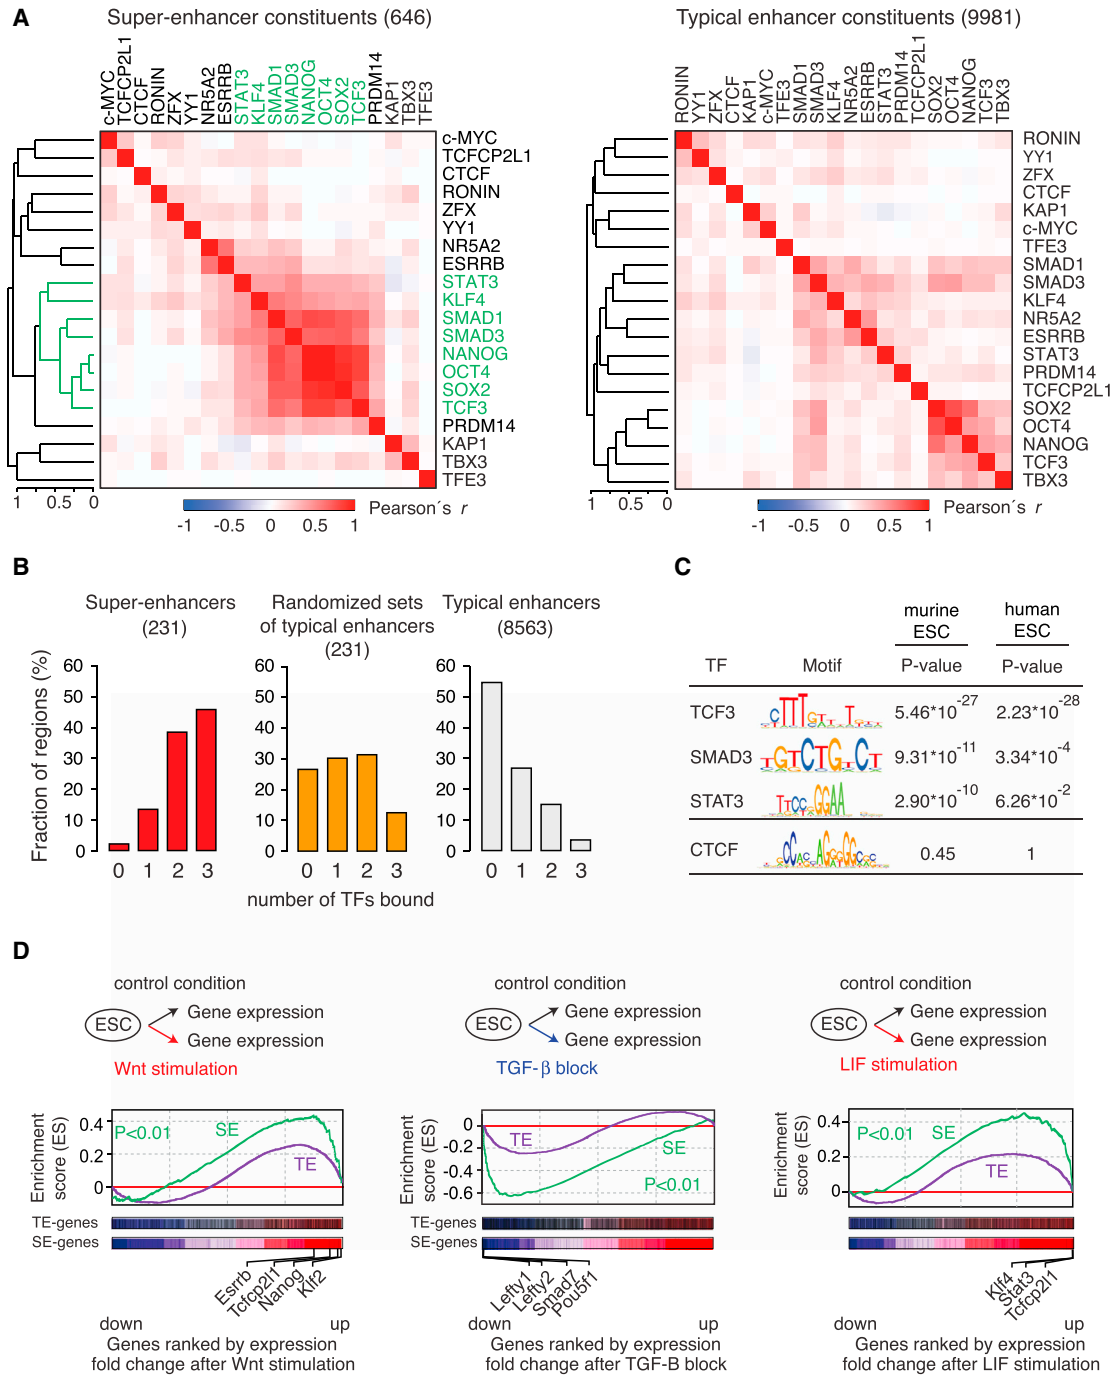 A
Super-enhancer constituents (646)
c-MYC
TCFCP2L1
CTCF
RONIN
ZFX
YY1
NR5A2
ESRRB
STAT3
KLF4
SMAD1
SMAD3
NANOG
OCT4
SOX2
TCF3
PRDM14
KAP1
TBX3
TFE3
c-MYC
TCFCP2L1
CTCF
RONIN
ZFX
YY1
NR5A2
ESRRB
STAT3
KLF4
SMAD1
SMAD3
NANOG
OCT4
SOX2
TCF3
PRDM14
KAP1
TBX3
TFE3
1 0.5 0
-1 -0.5 0 0.5 1
Pearson´s r
Typical enhancer constituents (9981)
RONIN
YY1
ZFX
CTCF
KAP1
c-MYC
TFE3
SMAD1
SMAD3
KLF4
NR5A2
ESRRB
STAT3
PRDM14
TCFCP2L1
SOX2
OCT4
NANOG
TCF3
TBX3
RONIN
YY1
ZFX
CTCF
KAP1
c-MYC
TFE3
SMAD1
SMAD3
KLF4
NR5A2
ESRRB
STAT3
PRDM14
TCFCP2L1
SOX2
OCT4
NANOG
TCF3
TBX3
1 0.5 0
-1 -0.5 0 0.5 1
Pearson´s r
B
Super-enhancers
(231)
Randomized sets
of typical enhancers
(231)
Typical enhancers
(8563)
Fraction of regions (%)
60
50
40
30
20
10
0
0 1 2 3
60
50
40
30
20
10
0
0 1 2 3
60
50
40
30
20
10
0
0 1 2 3
number of TFs bound
C
murine
ESC
human
ESC
TF Motif P-value P-value
TCF3 5.46*10-27 2.23*10-28
SMAD3 9.31*10-11 3.34*10-4
STAT3 2.90*10-10 6.26*10-2
CTCF 0.45 1
D
control condition
ESC
Gene expression
Gene expression
Wnt stimulation
Enrichment
score (ES)
0.4
0.2
0
P<0.01
SE
TE
TE-genes
SE-genes
Esrrb
Tcfcp2l1
Nanog
Klf2
down up
Genes ranked by expression
fold change after Wnt stimulation
control condition
ESC
Gene expression
Gene expression
TGF-β block
Enrichment
score (ES)
0
-0.2
-0.4
-0.6
TE
SE
P<0.01
TE-genes
SE-genes
Lefty1
Lefty2
Smad7
Pou5f1
down up
Genes ranked by expression
fold change after TGF-B block
control condition
ESC
Gene expression
Gene expression
LIF stimulation
Enrichment
score (ES)
0.4
0.2
0
P<0.01
SE
TE
TE-genes
SE-genes
Klf4
Stat3
Tcfcp2l1
down up
Genes ranked by expression
fold change after LIF stimulation